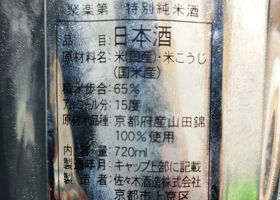 聚楽第 特別純米酒
品目 日本酒
原材料名 米(国産)・米こうじ
(国米産)
精米歩合 65%
アルコール分 15度
原料米品種 京都府産山田錦
100%使用
内容量 720ml
製造年月 キャップ下部に記載
製造者 佐々木酒造株式会社
京都市上京区